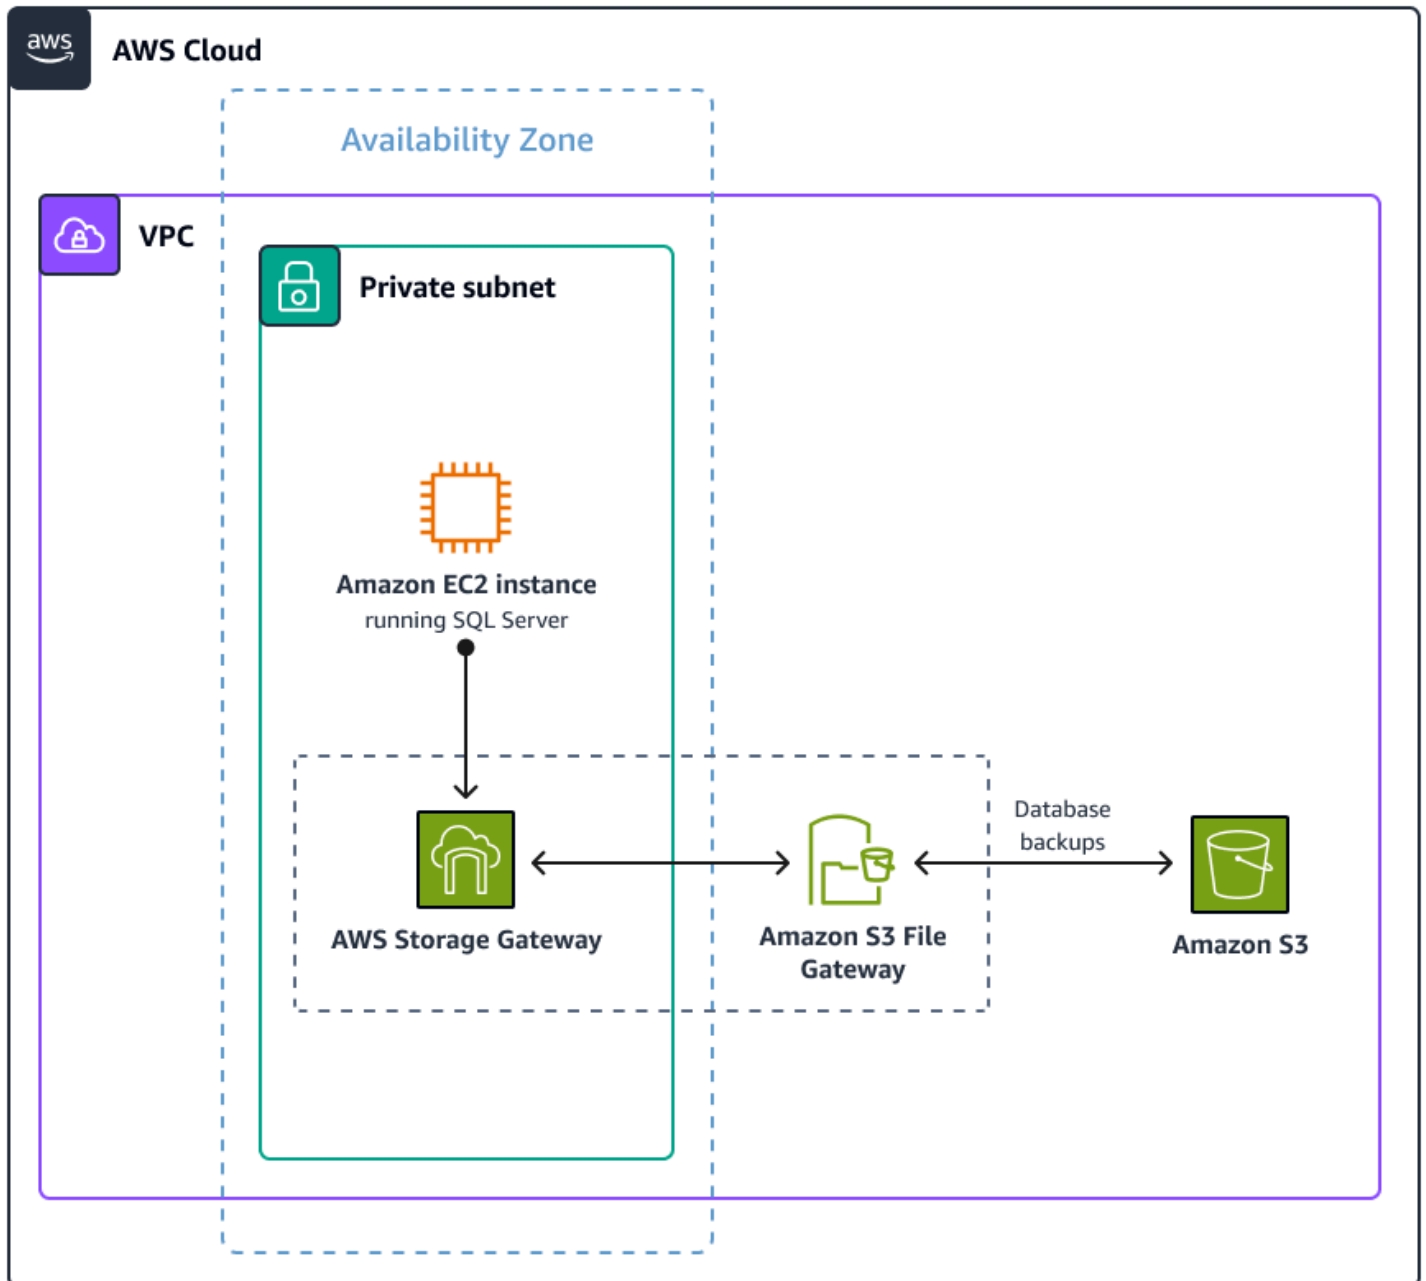 aws
AWS Cloud
Availability Zone
VPC
Private subnet
Amazon EC2 instance
running SQL Server
AWS Storage Gateway
Amazon S3 File
Gateway
Database
backups
Amazon S3